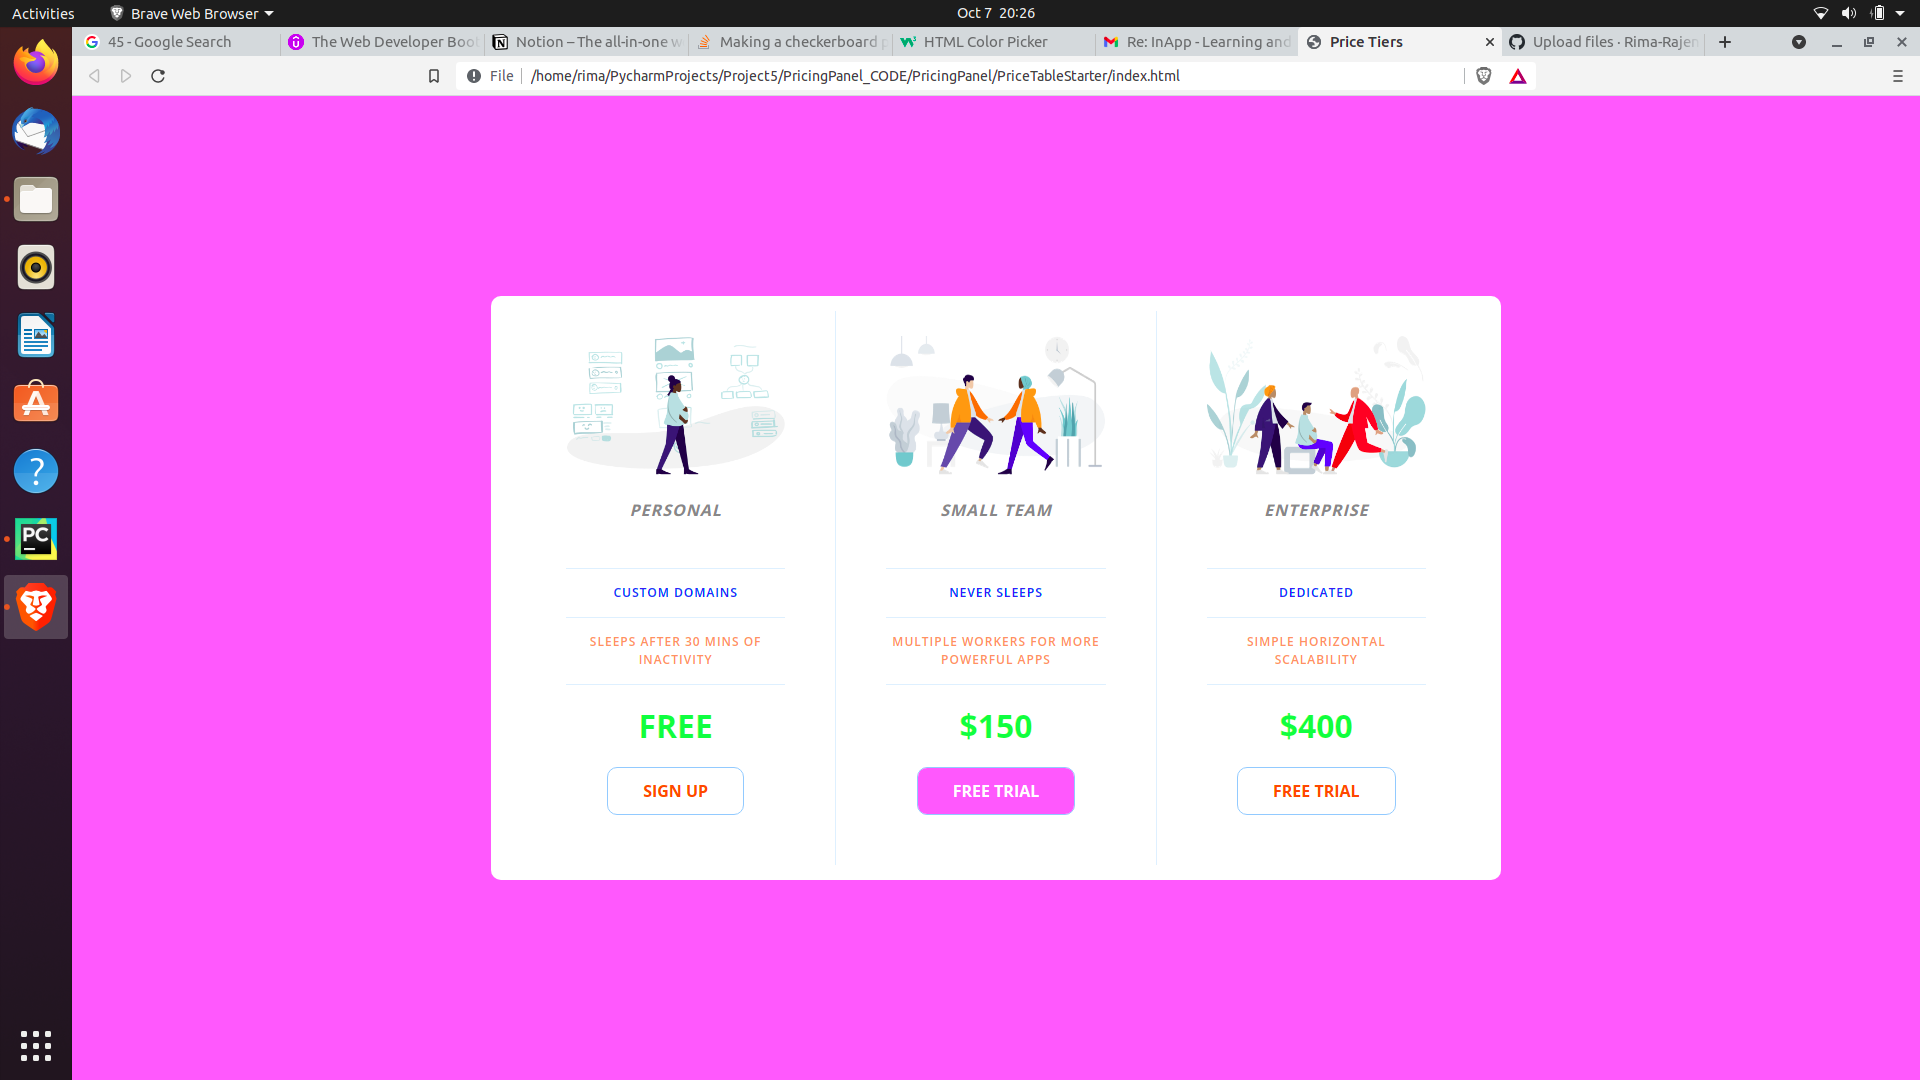 Activities
Brave Web Browser
Oct 7 20:26
45 - Google Search
The Web Developer Boo
Notion – The all-in-one w
Making a checkerboard p
HTML Color Picker
Re: InApp - Learning and
Price Tiers
Upload files · Rima-Rajen
File
/home/rima/PycharmProjects/Project5/PricingPanel_CODE/PricingPanel/PriceTableStarter/index.html
PC
PERSONAL
CUSTOM DOMAINS
SLEEPS AFTER 30 MINS OF
INACTIVITY
FREE
SIGN UP
SMALL TEAM
NEVER SLEEPS
MULTIPLE WORKERS FOR MORE
POWERFUL APPS
$150
FREE TRIAL
ENTERPRISE
DEDICATED
SIMPLE HORIZONTAL
SCALABILITY
$400
FREE TRIAL